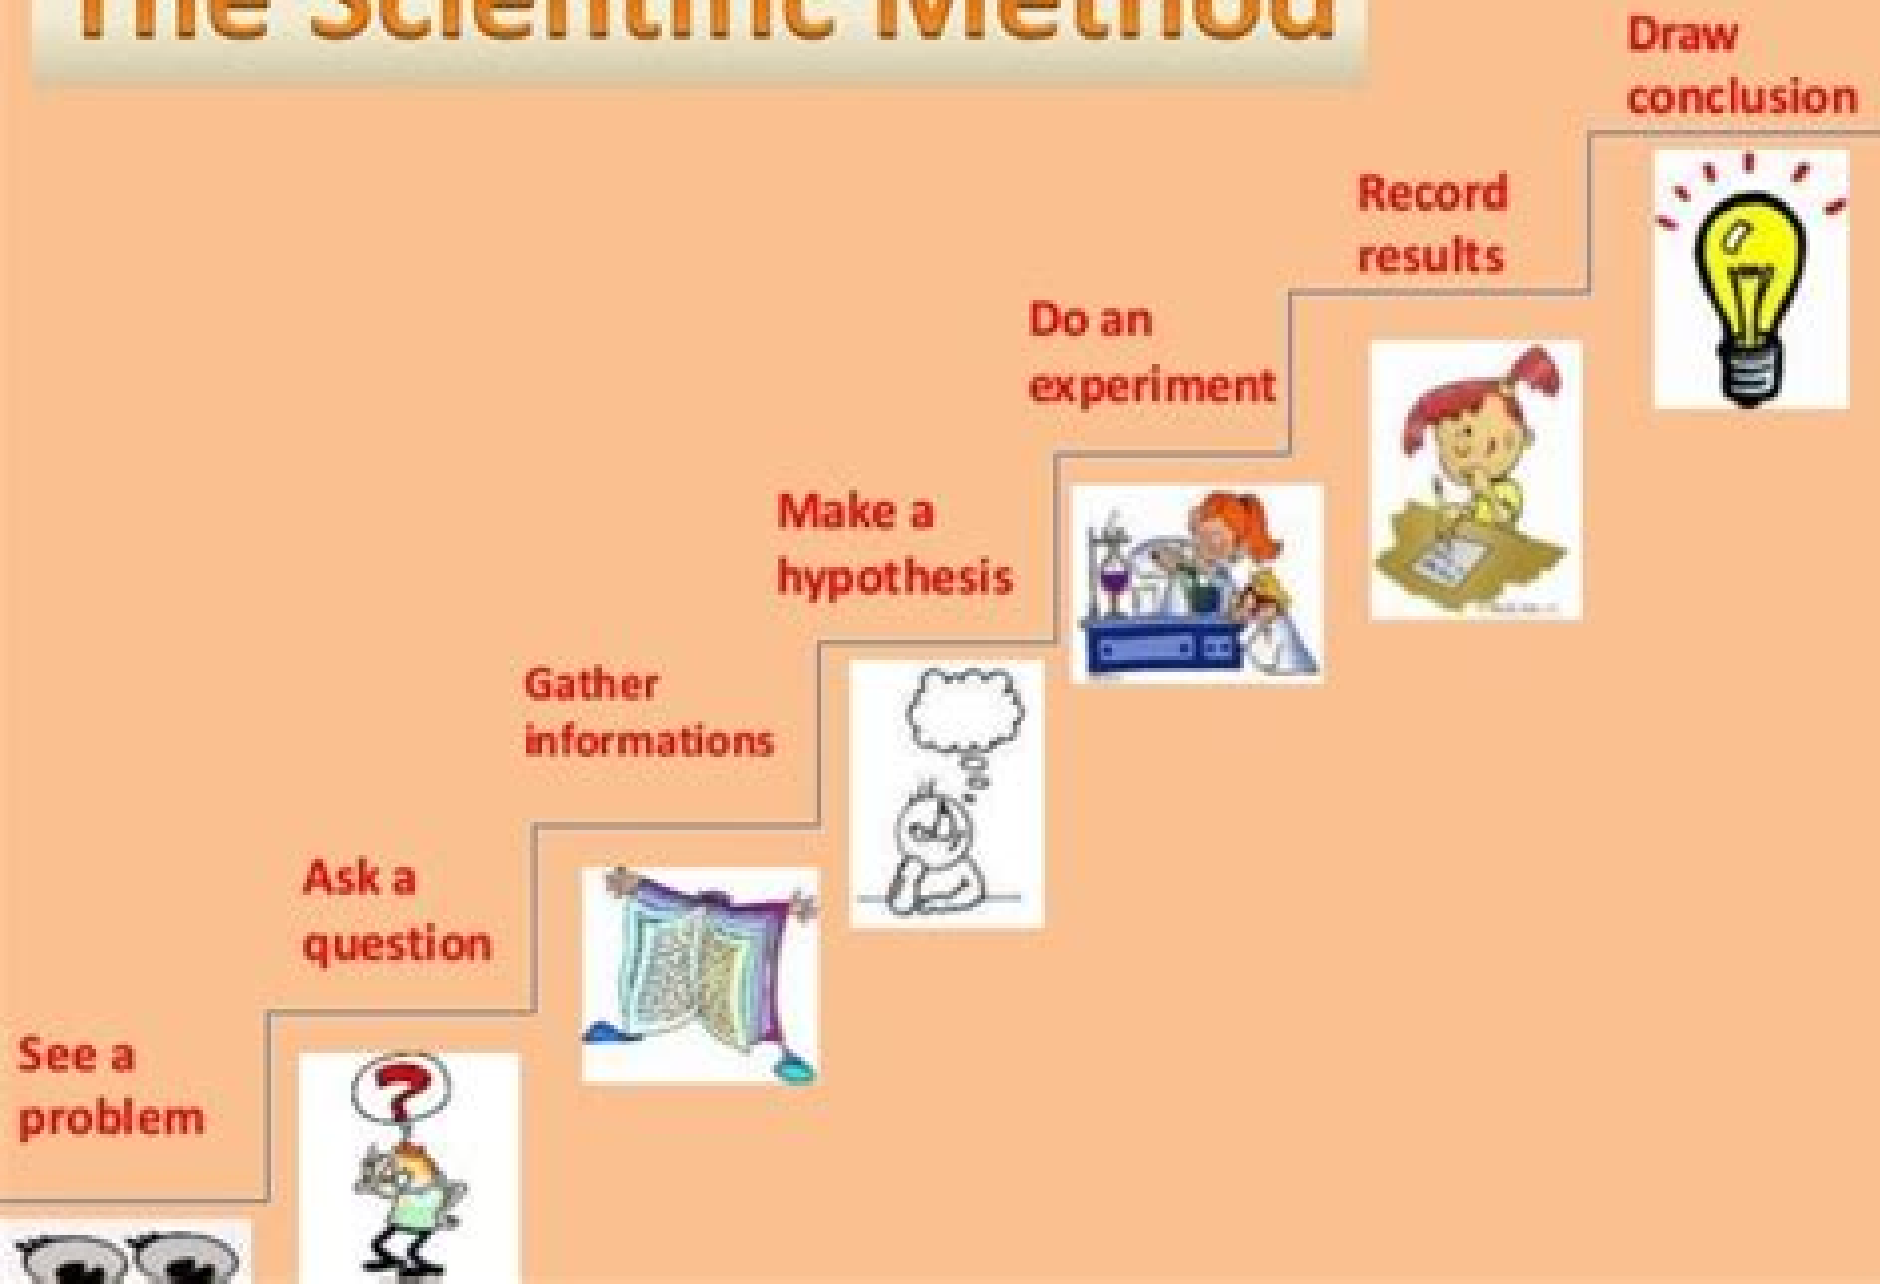 The Scientific Method
Draw
conclusion
Record
results
Do an
experiment
Make a
hypothesis
Gather
informations
Ask a
question
See a
problem
?